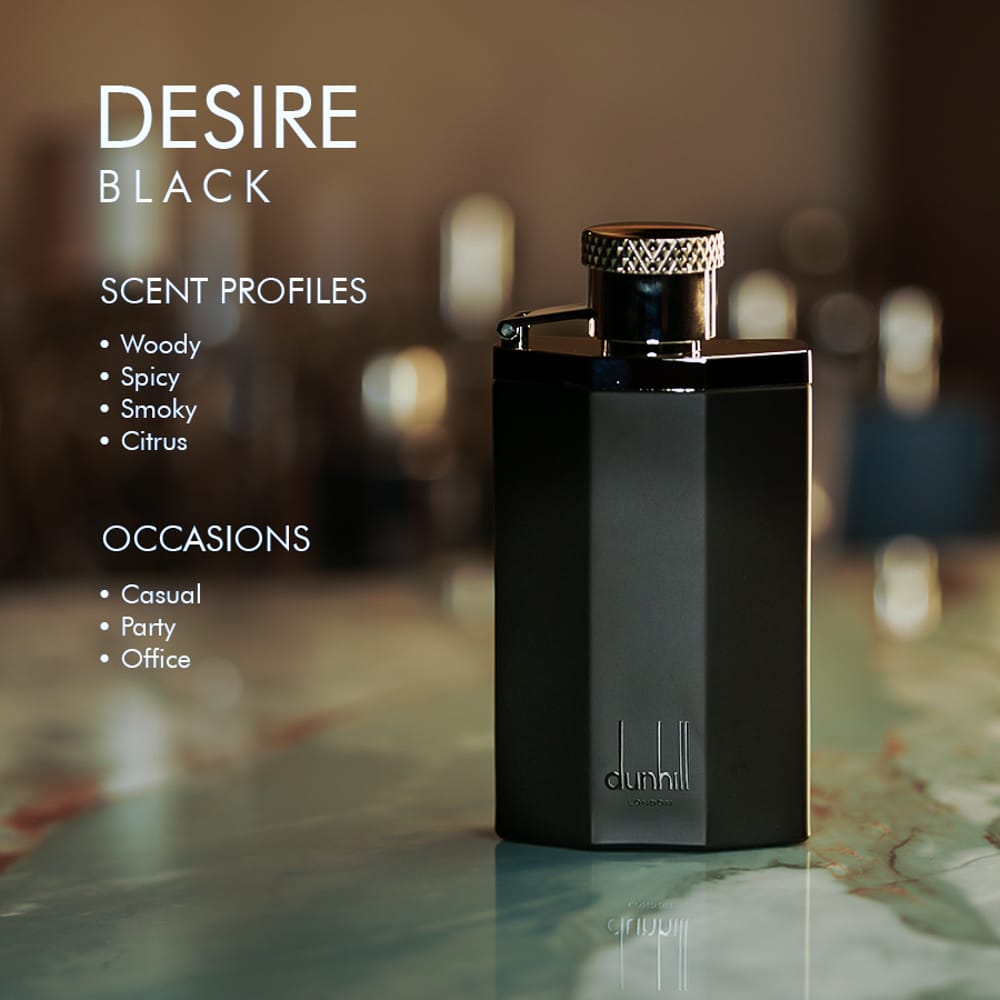 DESIRE
BLACK
SCENT PROFILES
• Woody
• Spicy
• Smoky
• Citrus
OCCASIONS
• Casual
• Party
• Office
dunhill
LONDON